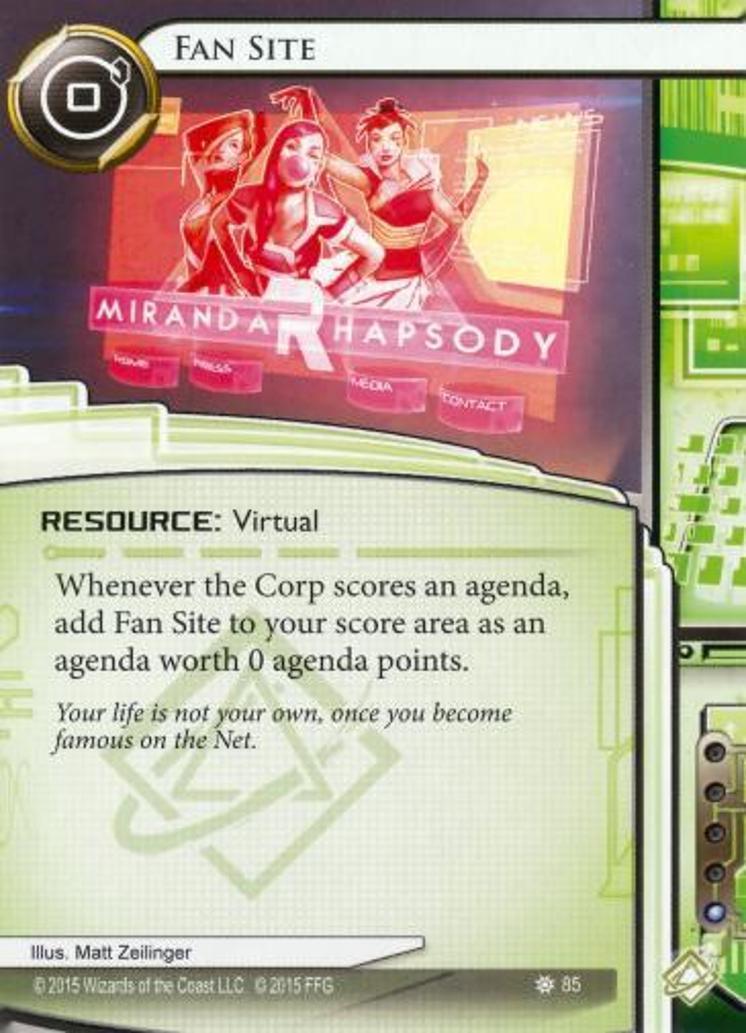 FAN SITE
NEWS
MIRANDA RHAPSODY
HOME
PRESS
MEDIA
CONTACT
RESOURCE: Virtual
Whenever the Corp scores an agenda,
add Fan Site to your score area as an
agenda worth 0 agenda points.
Your life is not your own, once you become
famous on the Net.
Illus. Matt Zeilinger
© 2015 Wizards of the Coast LLC © 2015 FFG
85